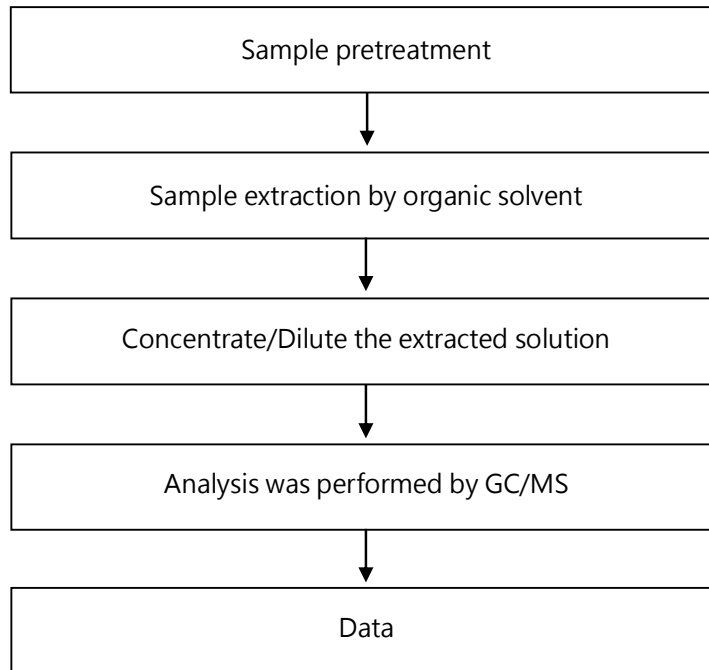 Sample pretreatment
Sample extraction by organic solvent
Concentrate/Dilute the extracted solution
Analysis was performed by GC/MS
Data